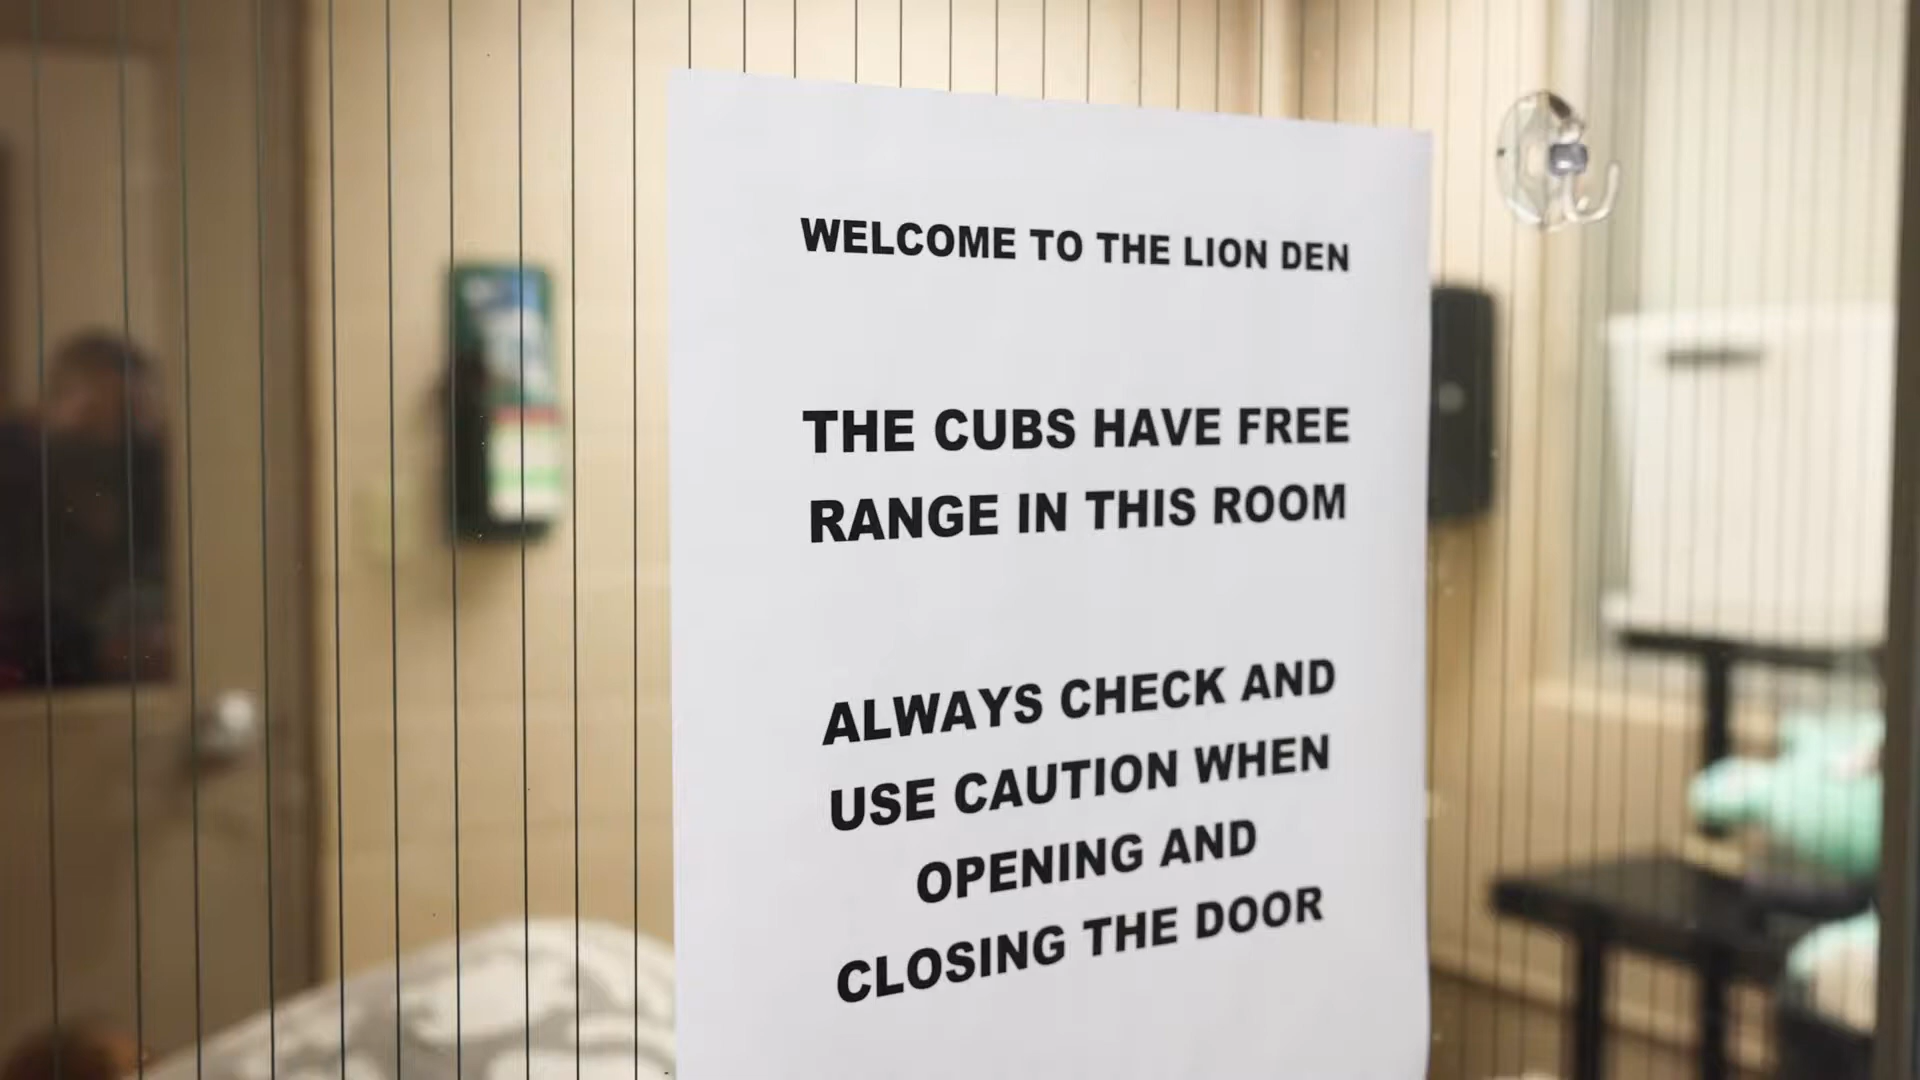 WELCOME TO THE LION DEN
THE CUBS HAVE FREE
RANGE IN THIS ROOM
ALWAYS CHECK AND
USE CAUTION WHEN
OPENING AND
CLOSING THE DOOR